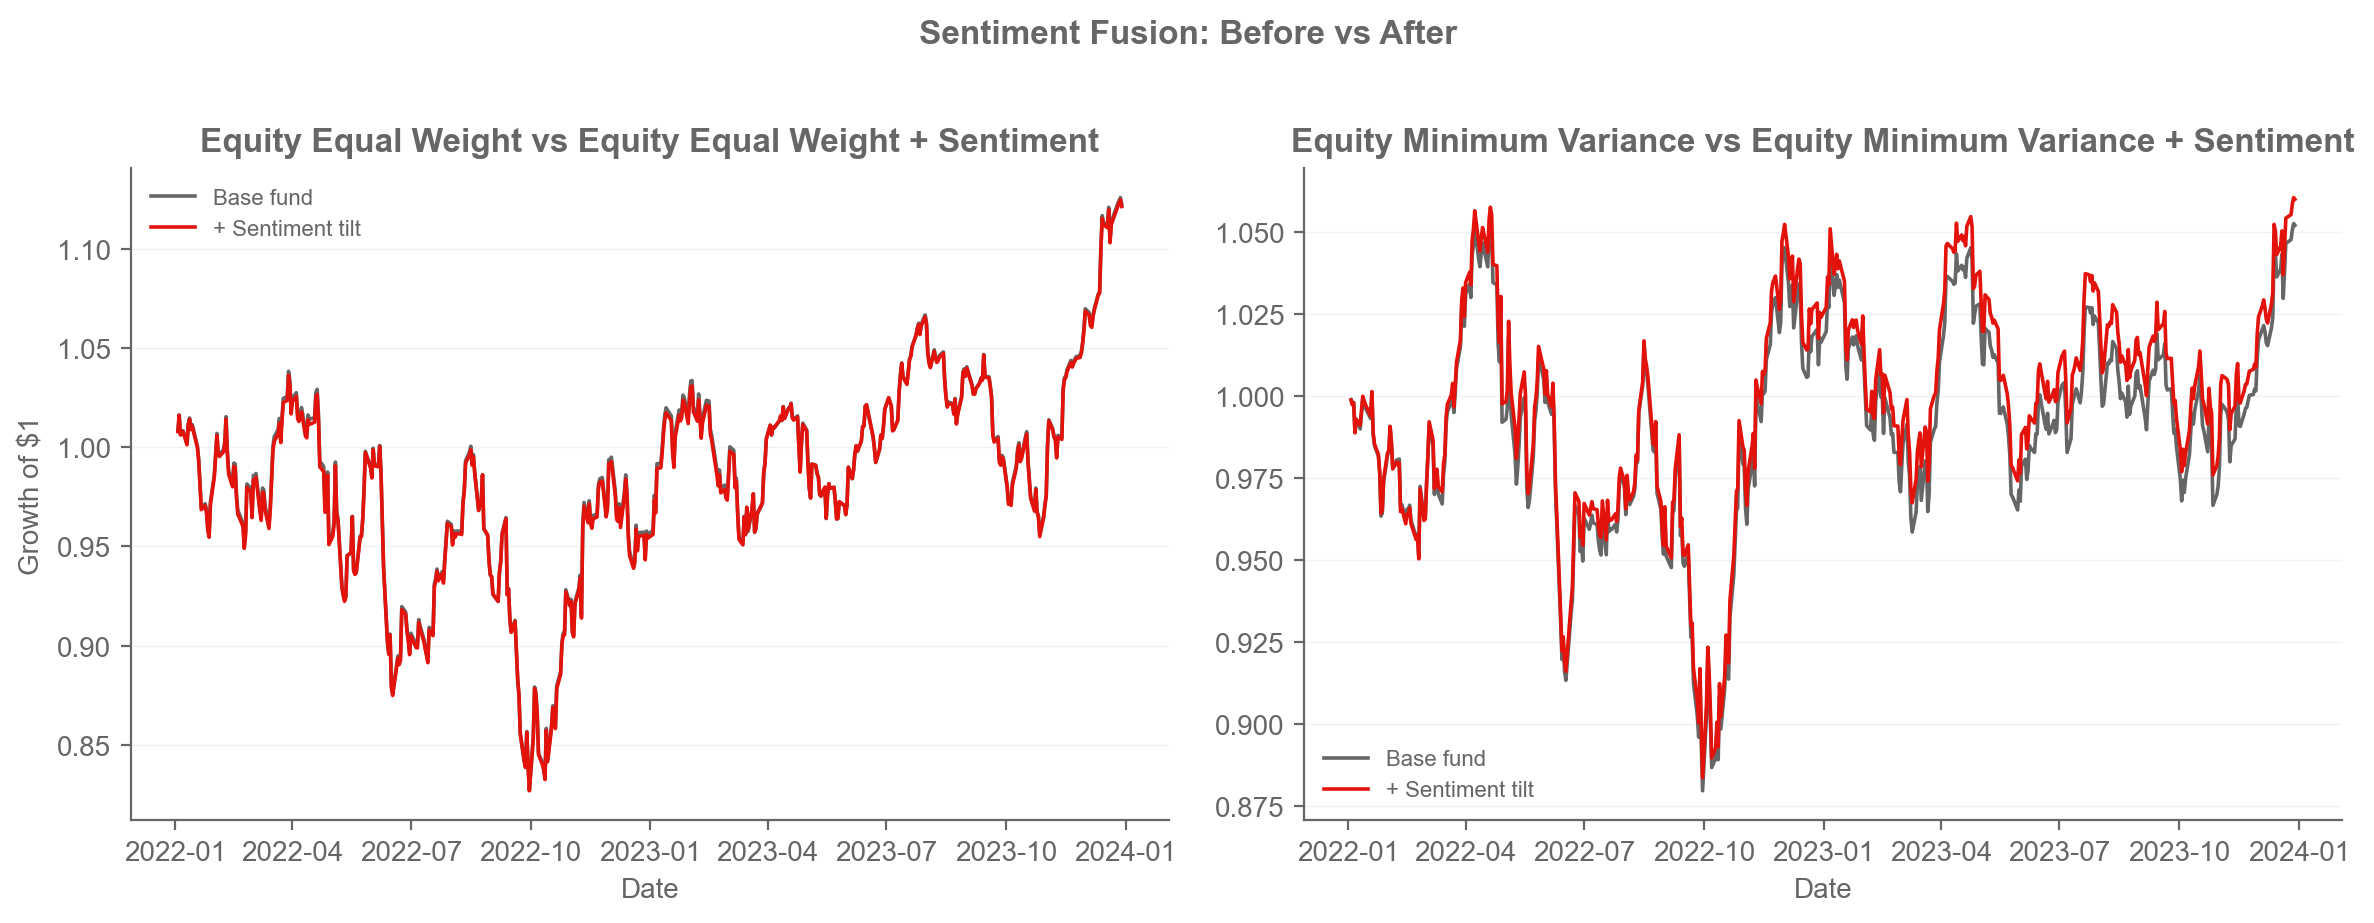 Sentiment Fusion: Before vs After
Equity Equal Weight vs Equity Equal Weight + Sentiment
Base fund
+ Sentiment tilt
Growth of $1
1.10
1.05
1.00
0.95
0.90
0.85
2022-01 2022-04 2022-07 2022-10 2023-01 2023-04 2023-07 2023-10 2024-01
Date
Equity Minimum Variance vs Equity Minimum Variance + Sentiment
1.050
1.025
1.000
0.975
0.950
0.925
0.900
0.875
Base fund
+ Sentiment tilt
2022-01 2022-04 2022-07 2022-10 2023-01 2023-04 2023-07 2023-10 2024-01
Date